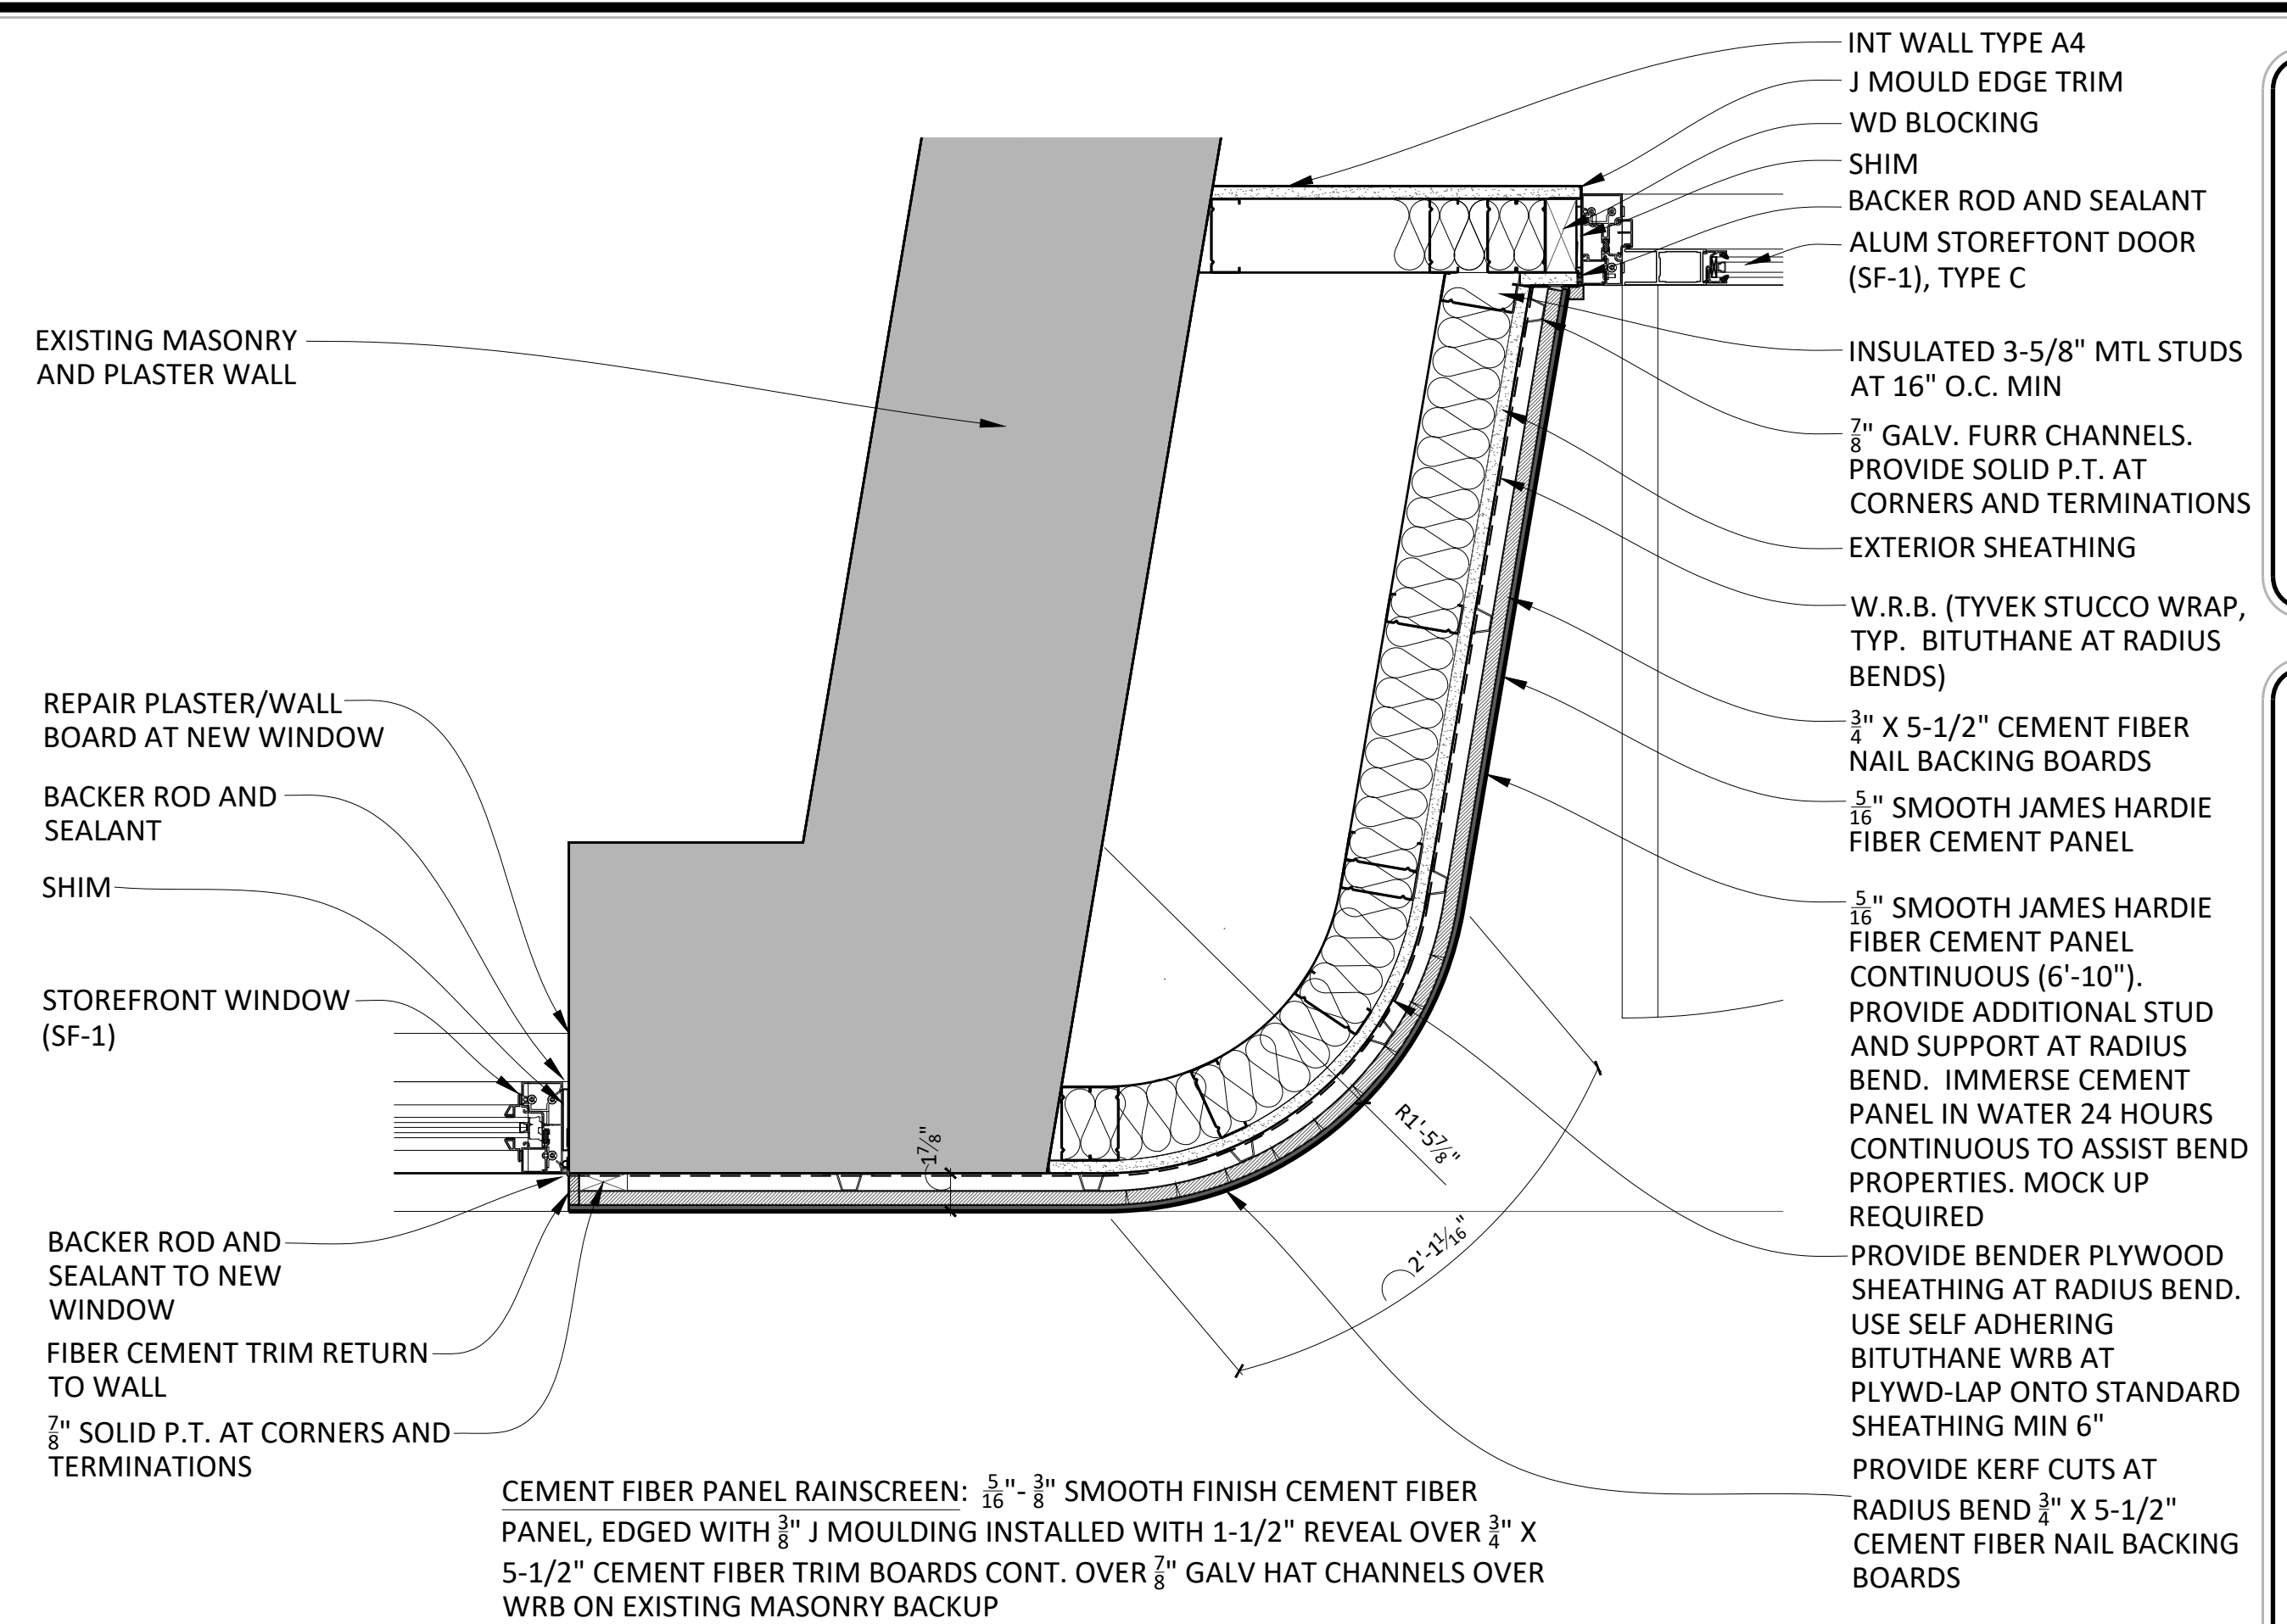 INT WALL TYPE A4
J MOULD EDGE TRIM
WD BLOCKING
SHIM
BACKER ROD AND SEALANT
ALUM STOREFTONT DOOR
(SF-1), TYPE C
INSULATED 3-5/8" MTL STUDS
AT 16" O.C. MIN
7/8" GALV. FURR CHANNELS.
PROVIDE SOLID P.T. AT
CORNERS AND TERMINATIONS
EXTERIOR SHEATHING
W.R.B. (TYVEK STUCCO WRAP,
TYP.  BITUTHANE AT RADIUS
BENDS)
3/4" X 5-1/2" CEMENT FIBER
NAIL BACKING BOARDS
5/16" SMOOTH JAMES HARDIE
FIBER CEMENT PANEL
5/16" SMOOTH JAMES HARDIE
FIBER CEMENT PANEL
CONTINUOUS (6'-10").
PROVIDE ADDITIONAL STUD
AND SUPPORT AT RADIUS
BEND.  IMMERSE CEMENT
PANEL IN WATER 24 HOURS
CONTINUOUS TO ASSIST BEND
PROPERTIES. MOCK UP
REQUIRED
PROVIDE BENDER PLYWOOD
SHEATHING AT RADIUS BEND.
USE SELF ADHERING
BITUTHANE WRB AT
PLYWD-LAP ONTO STANDARD
SHEATHING MIN 6"
PROVIDE KERF CUTS AT
RADIUS BEND 3/4" X 5-1/2"
CEMENT FIBER NAIL BACKING
BOARDS
EXISTING MASONRY
AND PLASTER WALL
REPAIR PLASTER/WALL
BOARD AT NEW WINDOW
BACKER ROD AND
SEALANT
SHIM
STOREFRONT WINDOW
(SF-1)
BACKER ROD AND
SEALANT TO NEW
WINDOW
FIBER CEMENT TRIM RETURN
TO WALL
7/8" SOLID P.T. AT CORNERS AND
TERMINATIONS
1 7/8"
R1'-5 7/8"
2'-1 1/16"
CEMENT FIBER PANEL RAINSCREEN:  5/16"- 3/8" SMOOTH FINISH CEMENT FIBER
PANEL, EDGED WITH 3/8" J MOULDING INSTALLED WITH 1-1/2" REVEAL OVER 3/4" X
5-1/2" CEMENT FIBER TRIM BOARDS CONT. OVER 7/8" GALV HAT CHANNELS OVER
WRB ON EXISTING MASONRY BACKUP